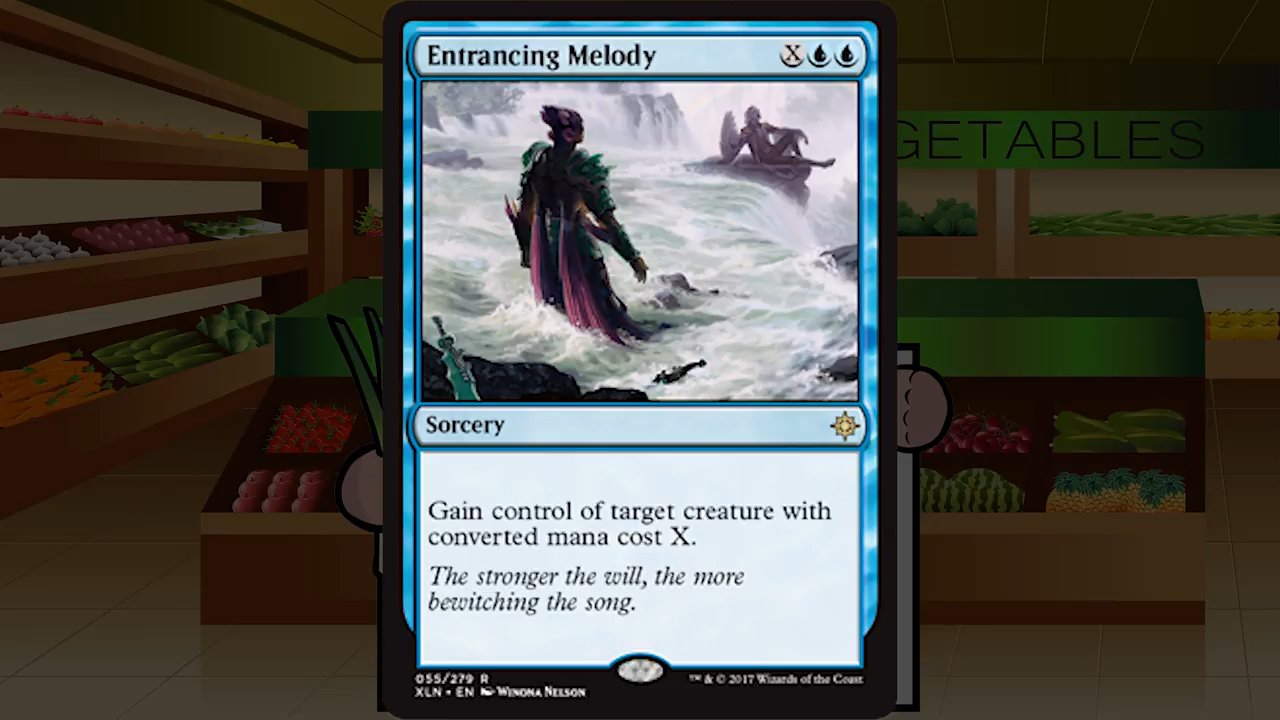 Entrancing Melody X
GETABLES
Sorcery
Gain control of target creature with
converted mana cost X.
The stronger the will, the more
bewitching the song.
055/279 R
XLN • EN Winona Nelson
™ & © 2017 Wizards of the Coast